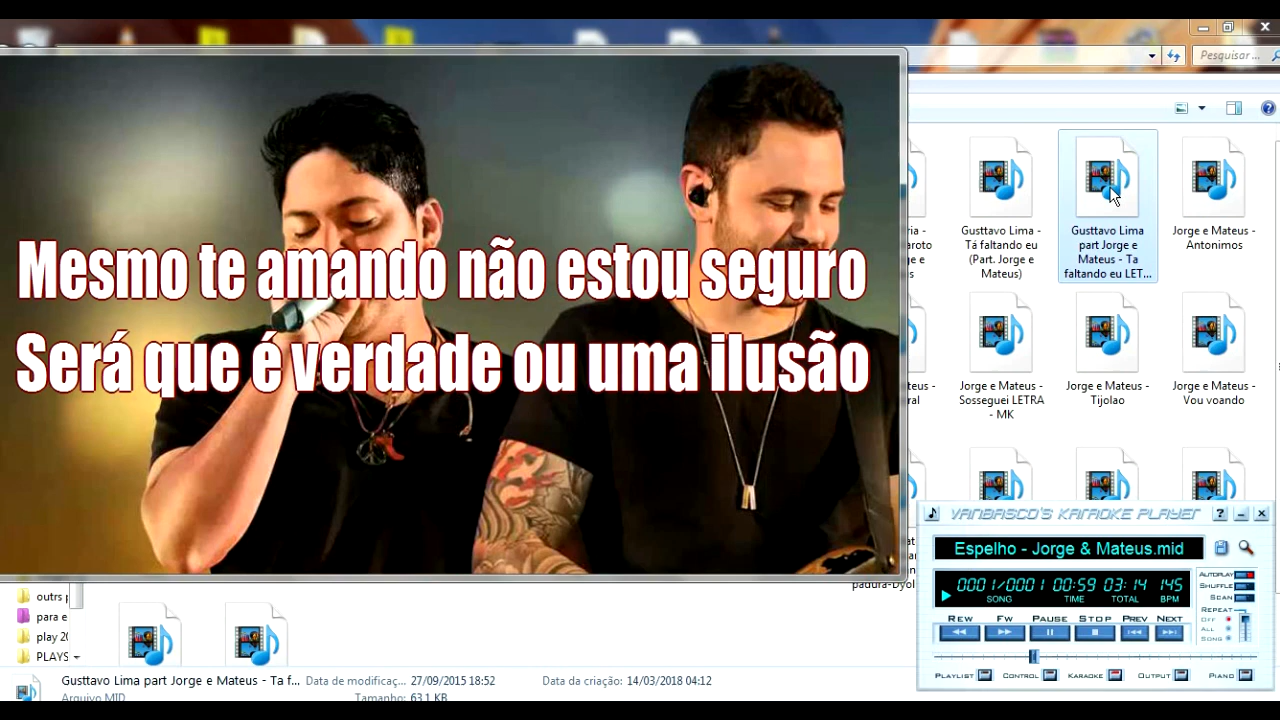 Pesquisar ...
Mesmo te amando não estou seguro
Será que é verdade ou uma ilusão
Gusttavo Lima -
Tá faltando eu
(Part. Jorge e
Mateus)
Gusttavo Lima
part Jorge e
Mateus - Ta
faltando eu LET...
Jorge e Mateus -
Antonimos
Jorge e Mateus -
Sosseguei LETRA
- MK
Jorge e Mateus -
Tijolao
Jorge e Mateus -
Vou voando
VANBASCO'S KARAOKE PLAYER
Espelho - Jorge & Mateus.mid
0001/0001 00:59 03:14 145
SONG TIME TOTAL BPM
AUTOPLAY
SHUFFLE
SCAN
REPEAT
OFF
ALL
SONG
REW FW PAUSE STOP PREV NEXT
PLAYLIST CONTROL KARAOKE OUTPUT PIANO
outrs
para e
play 20
PLAYS
Gusttavo Lima part Jorge e Mateus - Ta f... Data de modificaç... 27/09/2015 18:52 Data da criação: 14/03/2018 04:12
Arquivo MID Tamanho: 63,1 KB